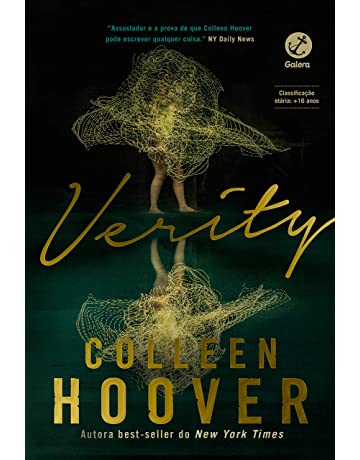 "Assustador e a prova de que Colleen Hoover
pode escrever qualquer coisa." NY Daily News
Galera
Classificação
etária: +16 anos
Verity
COLLEEN
HOOVER
Autora best-seller do New York Times